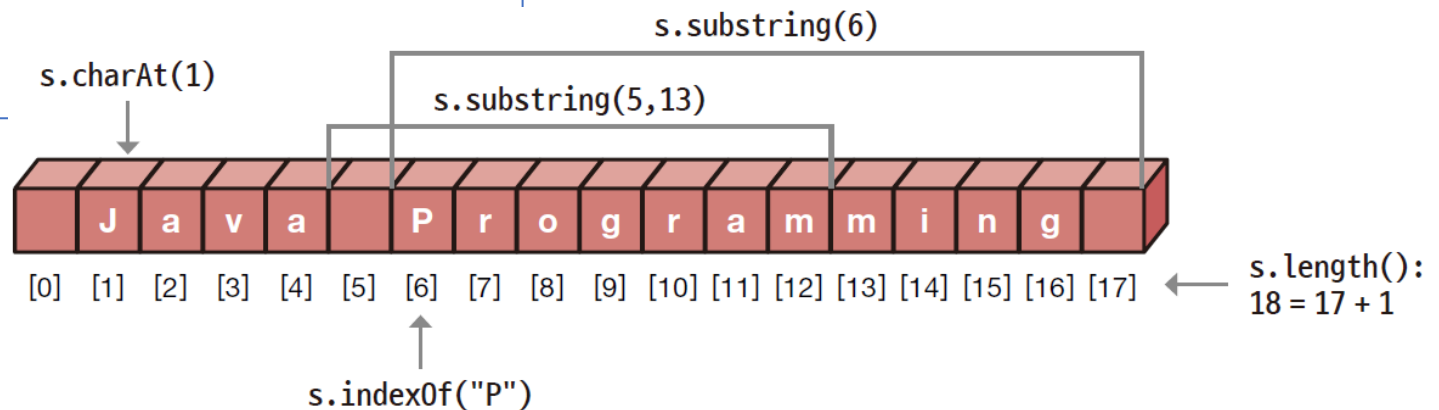 s.substring(6)
s.charAt(1)
s.substring(5,13)
J a v a P r o g r a m m i n g
[0] [1] [2] [3] [4] [5] [6] [7] [8] [9] [10] [11] [12] [13] [14] [15] [16] [17]
s.length():
18 = 17 + 1
s.indexOf("P")